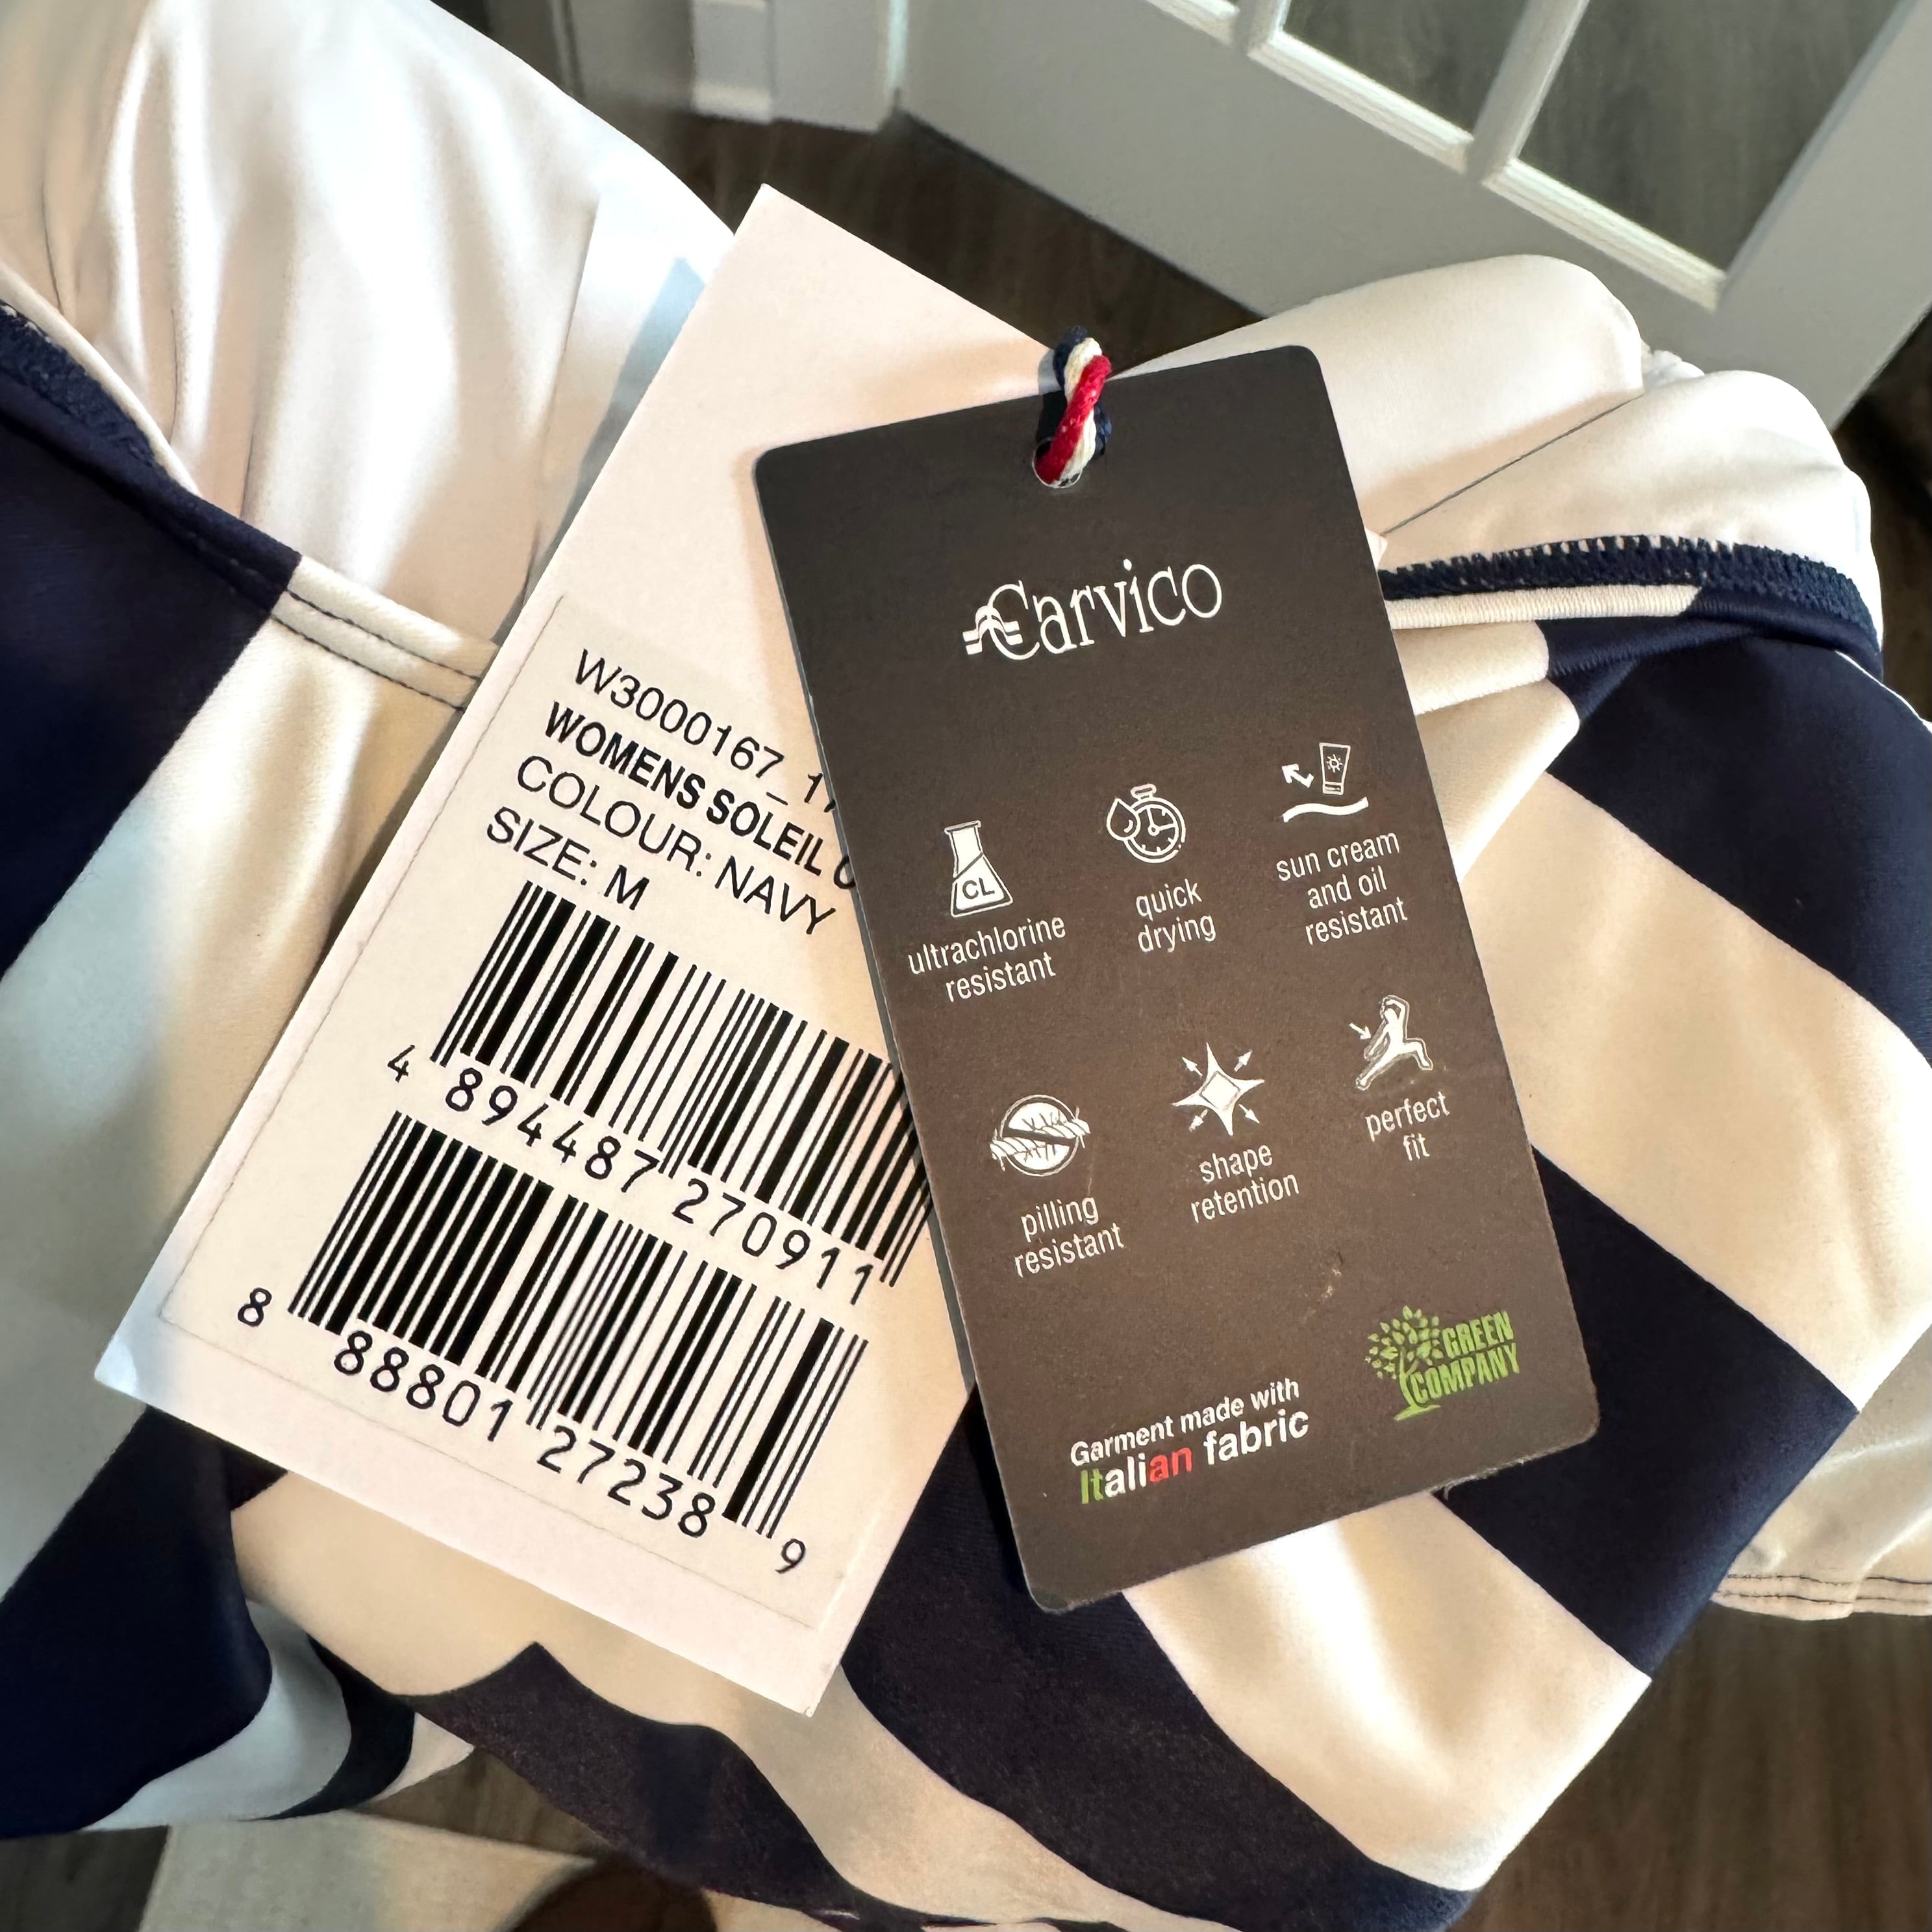 W3000167_1
WOMENS SOLEIL
COLOUR: NAVY
SIZE: M
4 894487 270911
8 88801 27238 9
Carvico
CL
ultrachlorine
resistant
quick
drying
sun cream
and oil
resistant
pilling
resistant
shape
retention
perfect
fit
Garment made with
Italian fabric
GREEN
COMPANY